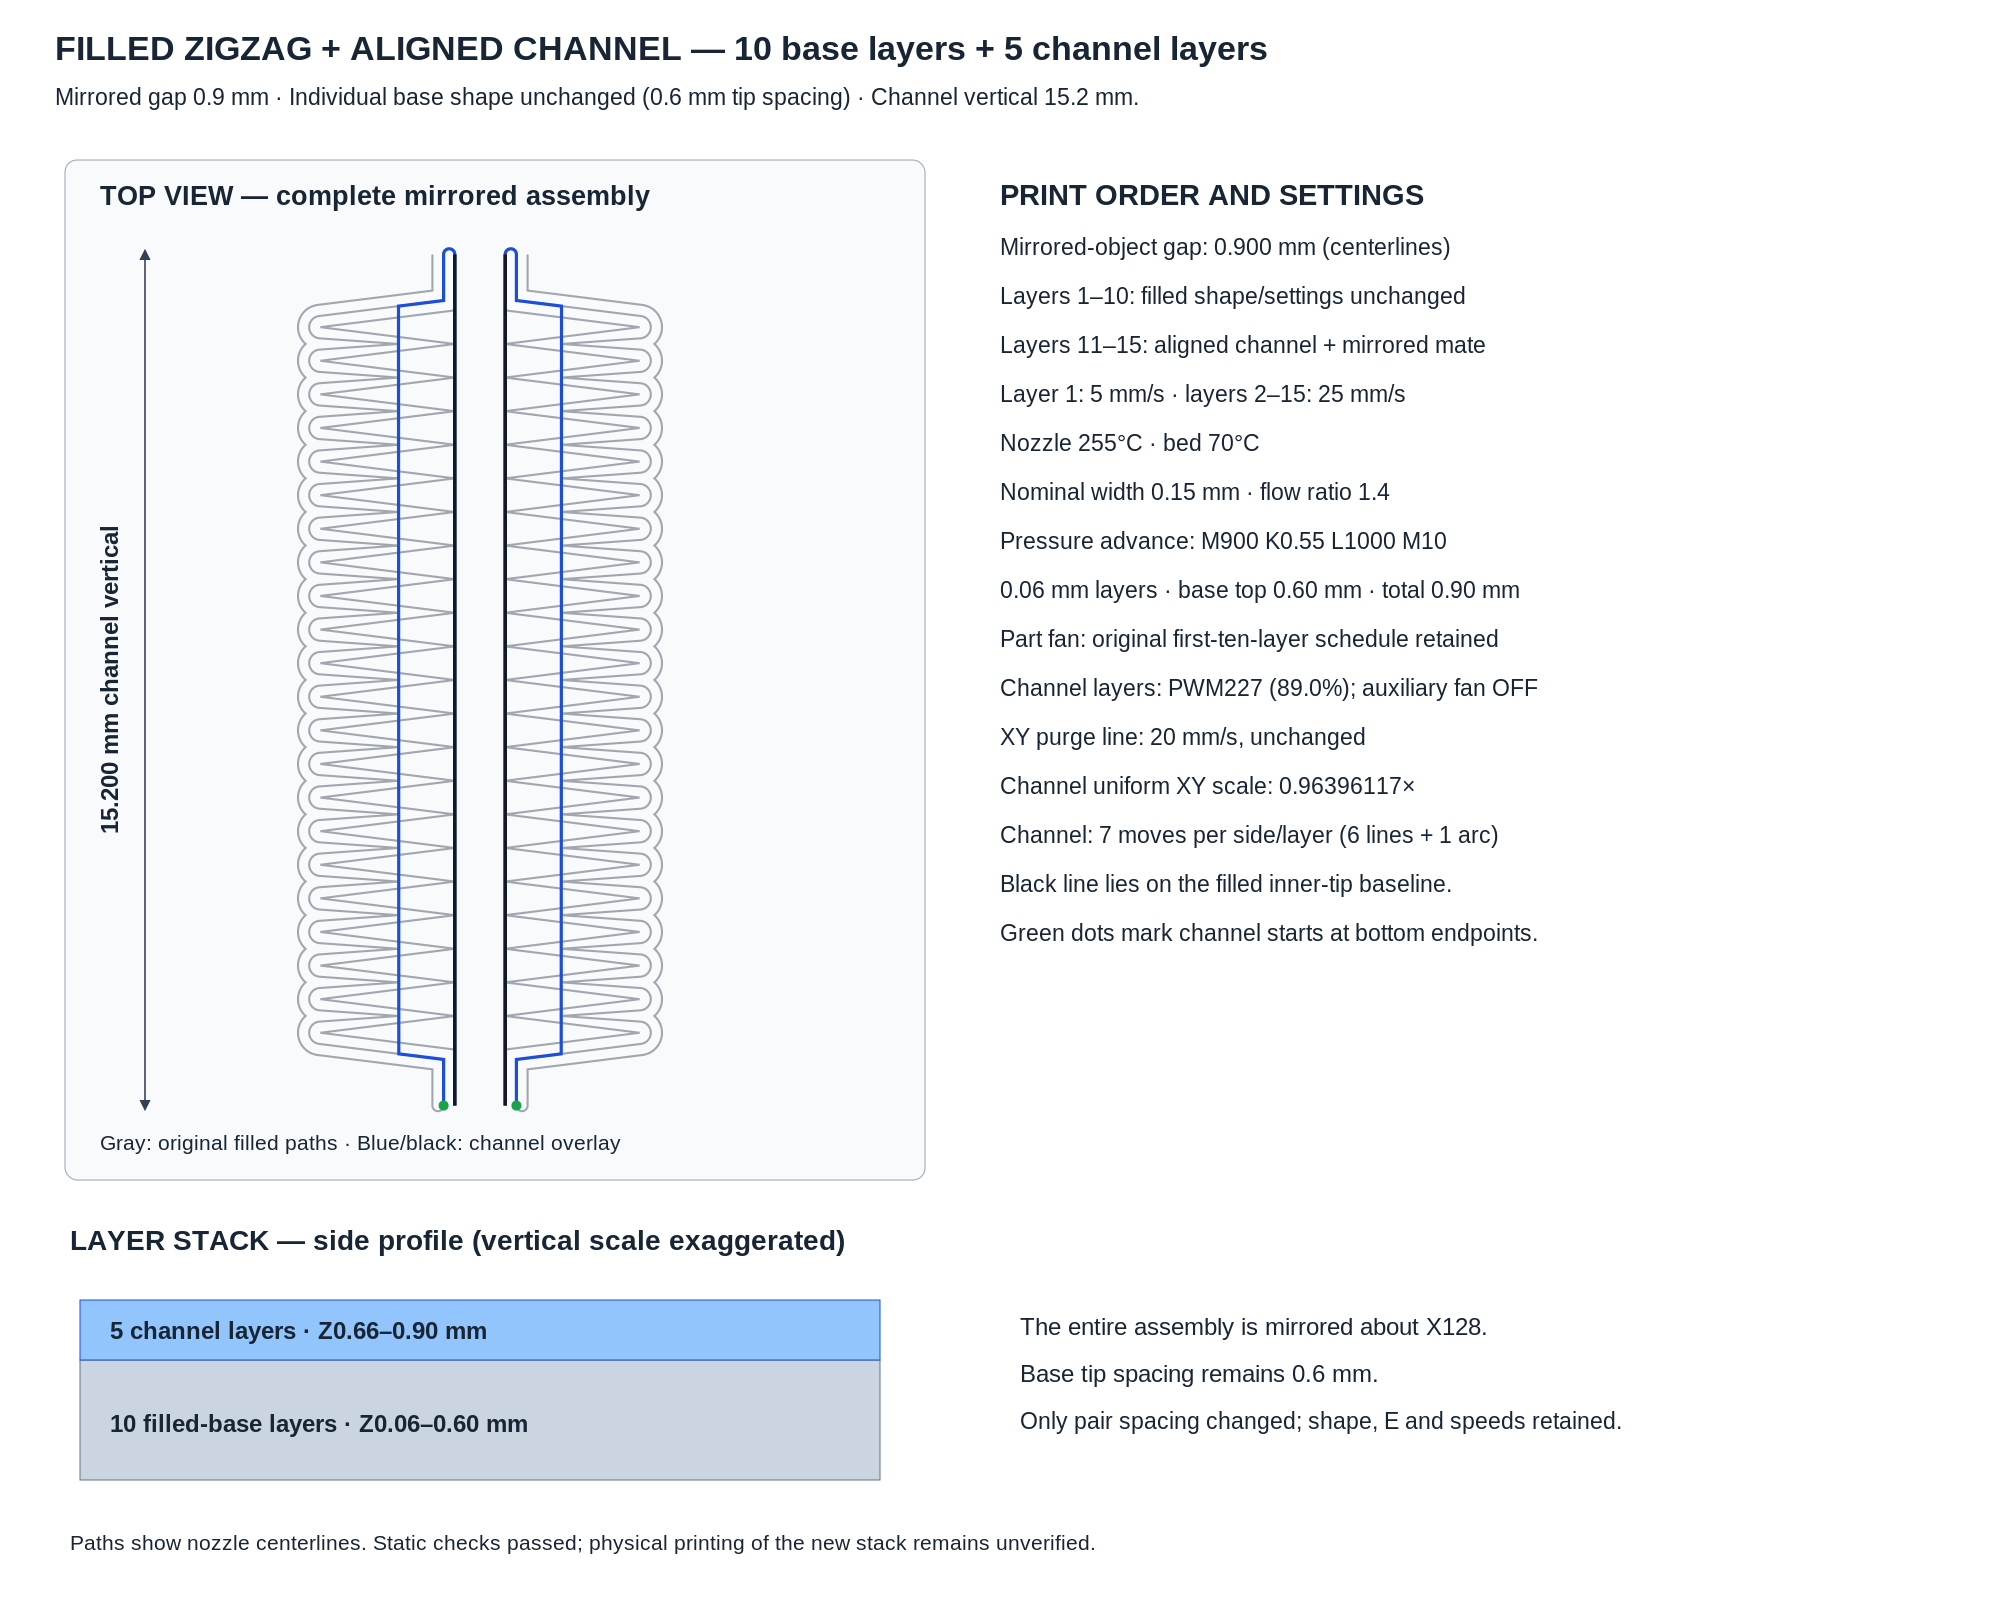 FILLED ZIGZAG + ALIGNED CHANNEL — 10 base layers + 5 channel layers
Mirrored gap 0.9 mm · Individual base shape unchanged (0.6 mm tip spacing) · Channel vertical 15.2 mm.
TOP VIEW — complete mirrored assembly
15.200 mm channel vertical
Gray: original filled paths · Blue/black: channel overlay
PRINT ORDER AND SETTINGS
Mirrored-object gap: 0.900 mm (centerlines)
Layers 1–10: filled shape/settings unchanged
Layers 11–15: aligned channel + mirrored mate
Layer 1: 5 mm/s · layers 2–15: 25 mm/s
Nozzle 255°C · bed 70°C
Nominal width 0.15 mm · flow ratio 1.4
Pressure advance: M900 K0.55 L1000 M10
0.06 mm layers · base top 0.60 mm · total 0.90 mm
Part fan: original first-ten-layer schedule retained
Channel layers: PWM227 (89.0%); auxiliary fan OFF
XY purge line: 20 mm/s, unchanged
Channel uniform XY scale: 0.96396117×
Channel: 7 moves per side/layer (6 lines + 1 arc)
Black line lies on the filled inner-tip baseline.
Green dots mark channel starts at bottom endpoints.
LAYER STACK — side profile (vertical scale exaggerated)
5 channel layers · Z0.66–0.90 mm
10 filled-base layers · Z0.06–0.60 mm
The entire assembly is mirrored about X128.
Base tip spacing remains 0.6 mm.
Only pair spacing changed; shape, E and speeds retained.
Paths show nozzle centerlines. Static checks passed; physical printing of the new stack remains unverified.